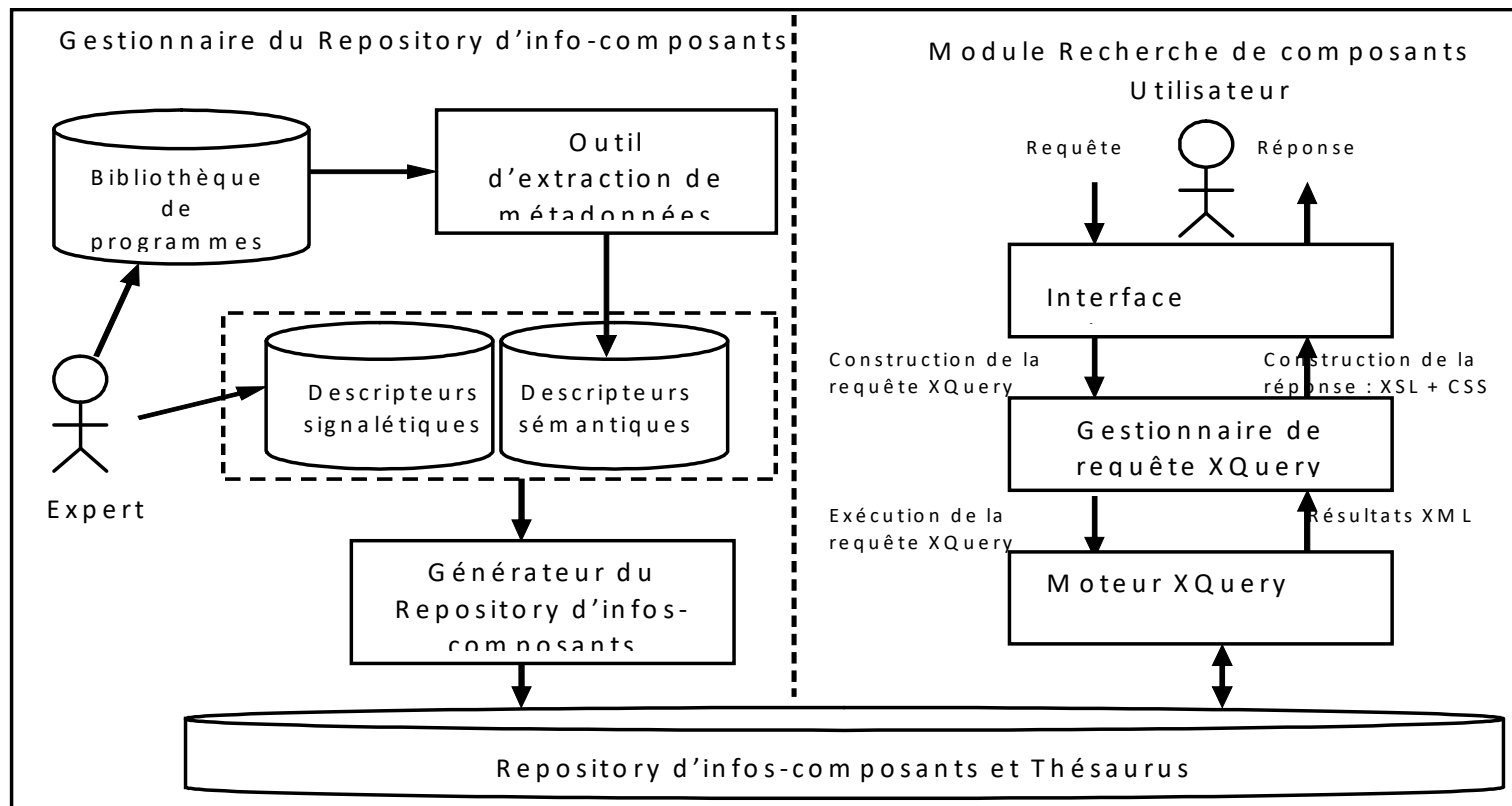 Gestionnaire du Repository d’info-composants
Bibliothèque
de
programmes
Outil
d’extraction de
métadonnées
Descripteurs
signalétiques
Descripteurs
sémantiques
Expert
Générateur du
Repository d’infos-
composants
Module Recherche de composants
Utilisateur
Requête
Réponse
Interface
Construction de la
requête XQuery
Construction de la
réponse : XSL + CSS
Gestionnaire de
requête XQuery
Exécution de la
requête XQuery
Résultats XML
Moteur XQuery
Repository d’infos-composants et Thésaurus